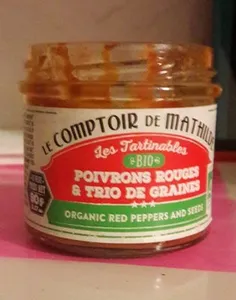 LE COMPTOIR DE MATHILDE
Les Tartinables
BIO
POIVRONS ROUGES
& TRIO DE GRAINES
ORGANIC RED PEPPERS AND SEEDS